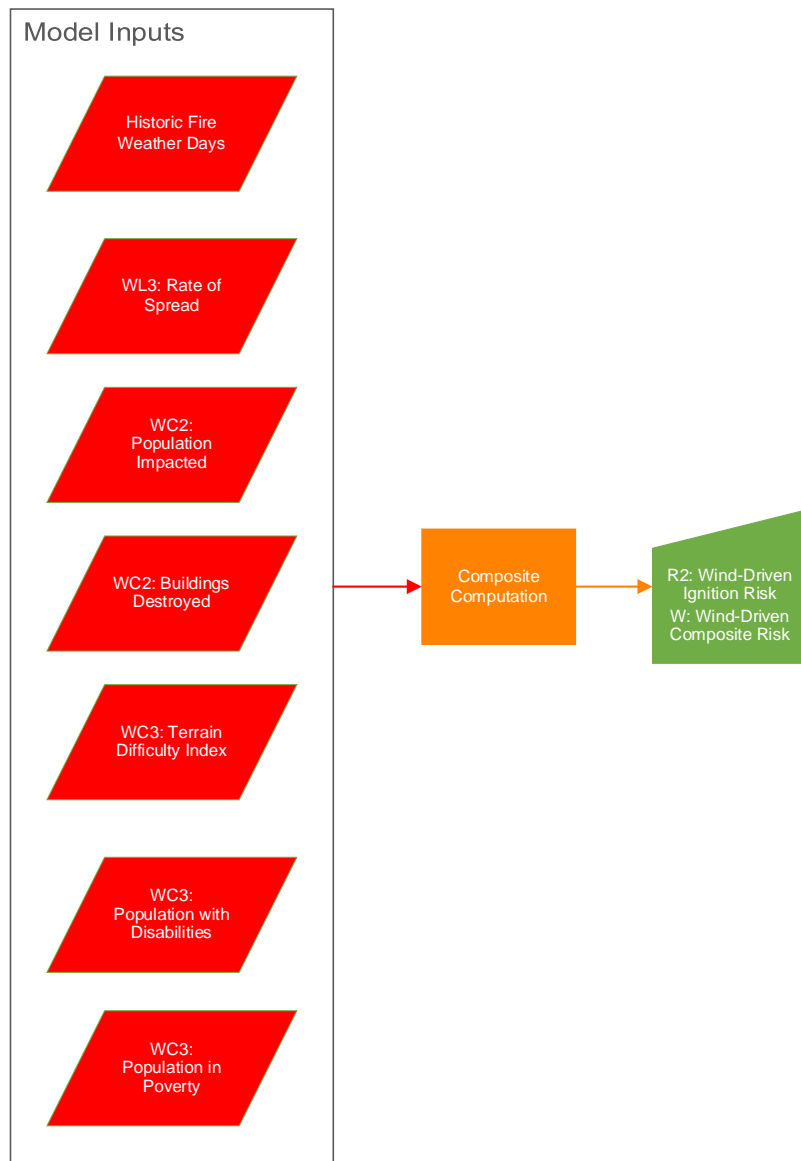 Model Inputs
Historic Fire
Weather Days
WL3: Rate of
Spread
WC2:
Population
Impacted
WC2: Buildings
Destroyed
WC3: Terrain
Difficulty Index
WC3:
Population with
Disabilities
WC3:
Population in
Poverty
Composite
Computation
R2: Wind-Driven
Ignition Risk
W: Wind-Driven
Composite Risk